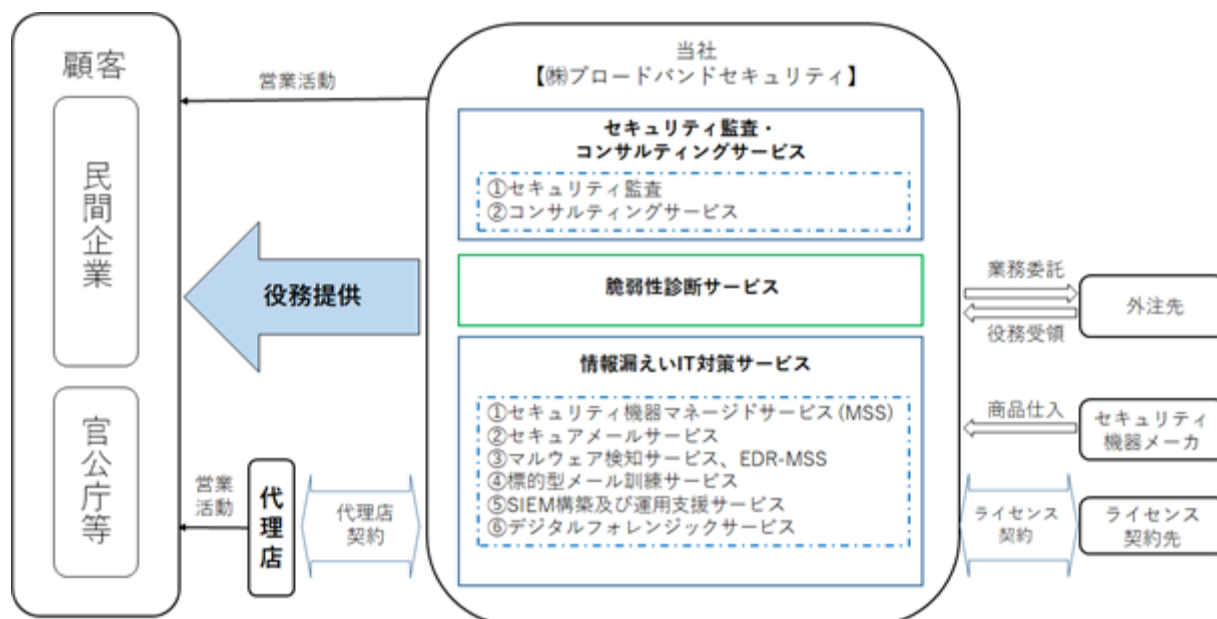 顧客
民間企業
官公庁等
営業活動
役務提供
営業
活動
代理店
代理店
契約
当社
【㈱ブロードバンドセキュリティ】
セキュリティ監査・
コンサルティングサービス
①セキュリティ監査
②コンサルティングサービス
脆弱性診断サービス
情報漏えいIT対策サービス
①セキュリティ機器マネージドサービス(MSS)
②セキュアメールサービス
③マルウェア検知サービス、EDR-MSS
④標的型メール訓練サービス
⑤SIEM構築及び運用支援サービス
⑥デジタルフォレンジックサービス
業務委託
役務受領
外注先
商品仕入
セキュリティ
機器メーカ
ライセンス
契約
ライセンス
契約先